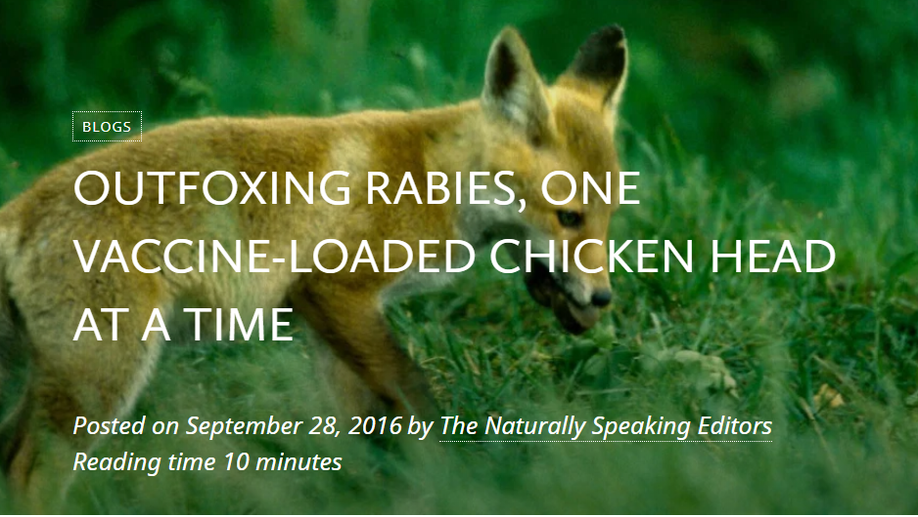 BLOGS
OUTFOXING RABIES, ONE
VACCINE-LOADED CHICKEN HEAD
AT A TIME
Posted on September 28, 2016 by The Naturally Speaking Editors
Reading time 10 minutes